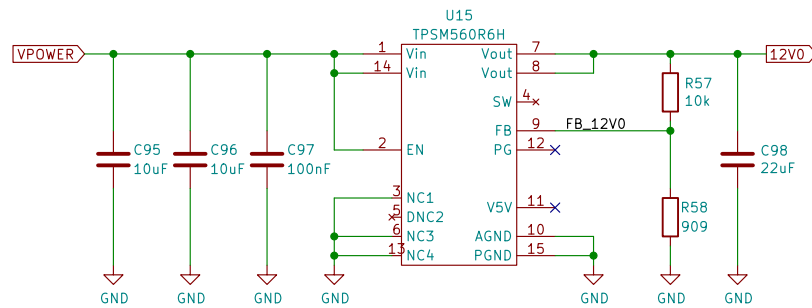 U15
TPSM560R6H
VPOWER
1 Vin
14 Vin
2 EN
3 NC1
5 DNC2
6 NC3
13 NC4
Vout 7
Vout 8
SW 4
FB 9
PG 12
V5V 11
AGND 10
PGND 15
FB_12V0
12V0
R57
10k
C95
10uF
C96
10uF
C97
100nF
C98
22uF
R58
909
GND
GND
GND
GND
GND
GND
GND